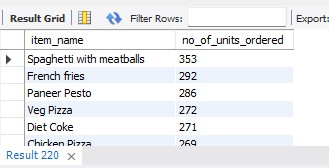 Result Grid Filter Rows: Export:
item_name no_of_units_ordered
Spaghetti with meatballs 353
French fries 292
Paneer Pesto 286
Veg Pizza 272
Diet Coke 271
Chicken Pizza 269
Result 220 ×